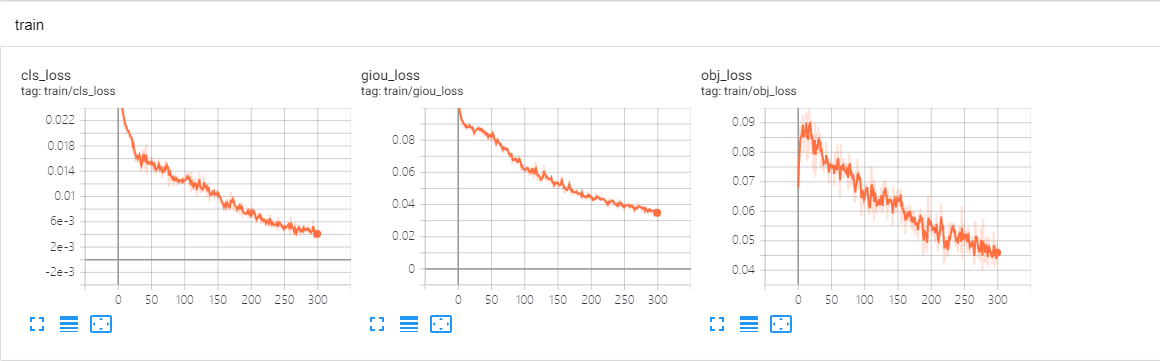 train
cls_loss
tag: train/cls_loss
0.022
0.018
0.014
0.01
6e-3
2e-3
-2e-3
0 50 100 150 200 250 300
giou_loss
tag: train/giou_loss
0.08
0.06
0.04
0.02
0
0 50 100 150 200 250 300
obj_loss
tag: train/obj_loss
0.09
0.08
0.07
0.06
0.05
0.04
0 50 100 150 200 250 300